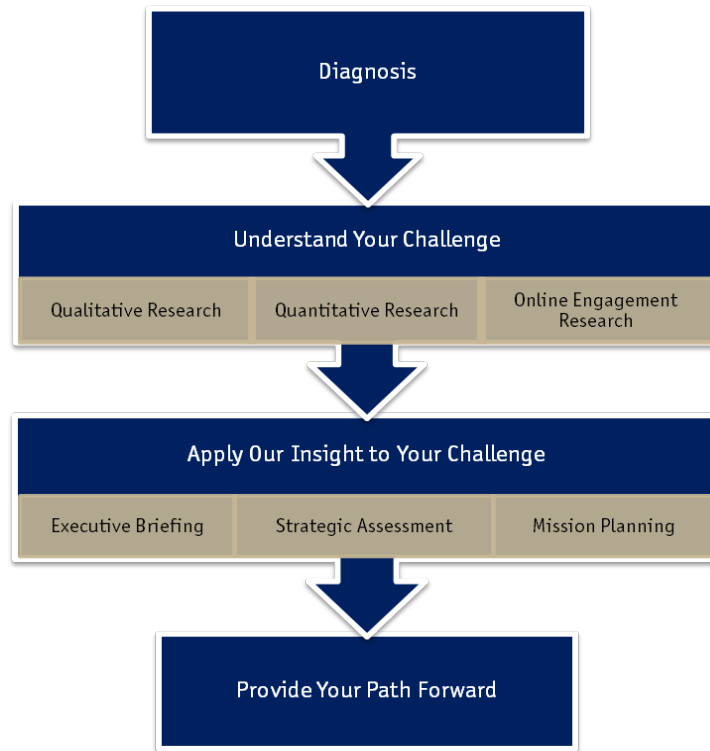 Diagnosis
Understand Your Challenge
Qualitative Research
Quantitative Research
Online Engagement
Research
Apply Our Insight to Your Challenge
Executive Briefing
Strategic Assessment
Mission Planning
Provide Your Path Forward